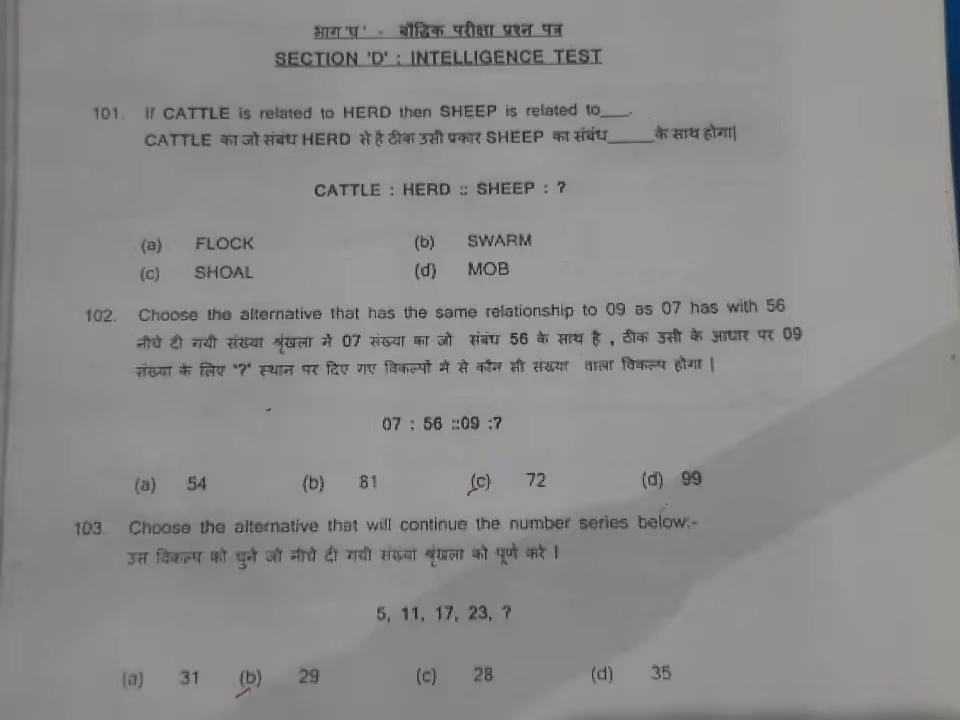 भाग 'घ' - बौद्धिक परीक्षा प्रश्न पत्र
SECTION 'D' : INTELLIGENCE TEST
101. If CATTLE is related to HERD then SHEEP is related to___.
CATTLE का जो संबंध HERD से है ठीक उसी प्रकार SHEEP का संबंध_____के साथ होगा|
CATTLE : HERD :: SHEEP : ?
(a) FLOCK (b) SWARM
(c) SHOAL (d) MOB
102. Choose the alternative that has the same relationship to 09 as 07 has with 56
नीचे दी गयी संख्या श्रृंखला मे 07 संख्या का जो संबंध 56 के साथ है , ठीक उसी के आधार पर 09
संख्या के लिए "?" स्थान पर दिए गए विकल्पों मे से कौन सी संख्या वाला विकल्प होगा |
07 : 56 ::09 :?
(a) 54 (b) 81 (c) 72 (d) 99
103. Choose the alternative that will continue the number series below:-
उस विकल्प को चुनें जो नीचे दी गयी संख्या श्रृंखला को पूर्ण करे |
5, 11, 17, 23, ?
(a) 31 (b) 29 (c) 28 (d) 35